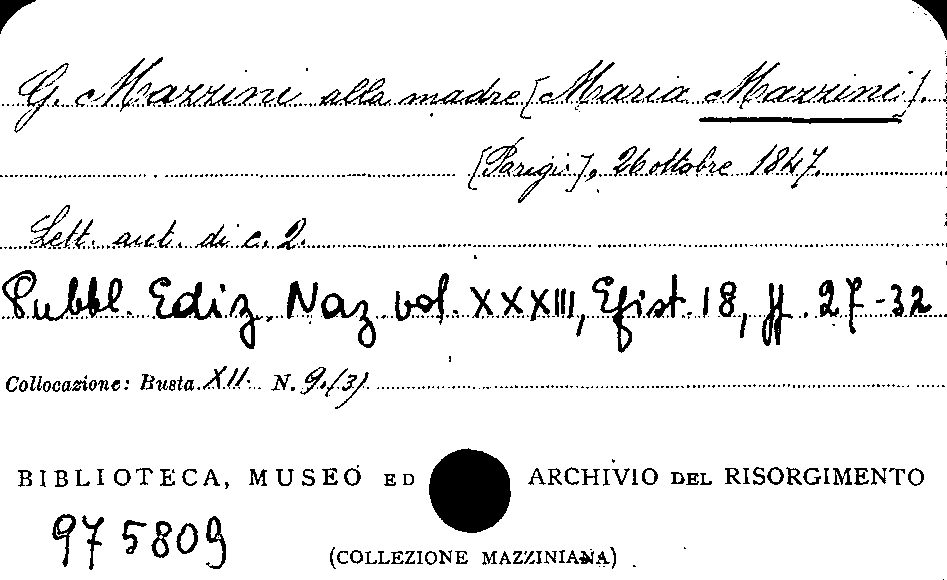 G. Mazzini alla madre [Maria Mazzini].
[Parigi], 26 ottobre 1847.
Lett. aut. di c. 2.
Pubbl. Ediz. Naz. vol. XXXIII, Epist. 18, pp. 27-32
Collocazione: Busta XII. N. 9.(3)
BIBLIOTECA, MUSEO ED ARCHIVIO DEL RISORGIMENTO
975809
(COLLEZIONE MAZZINIANA)